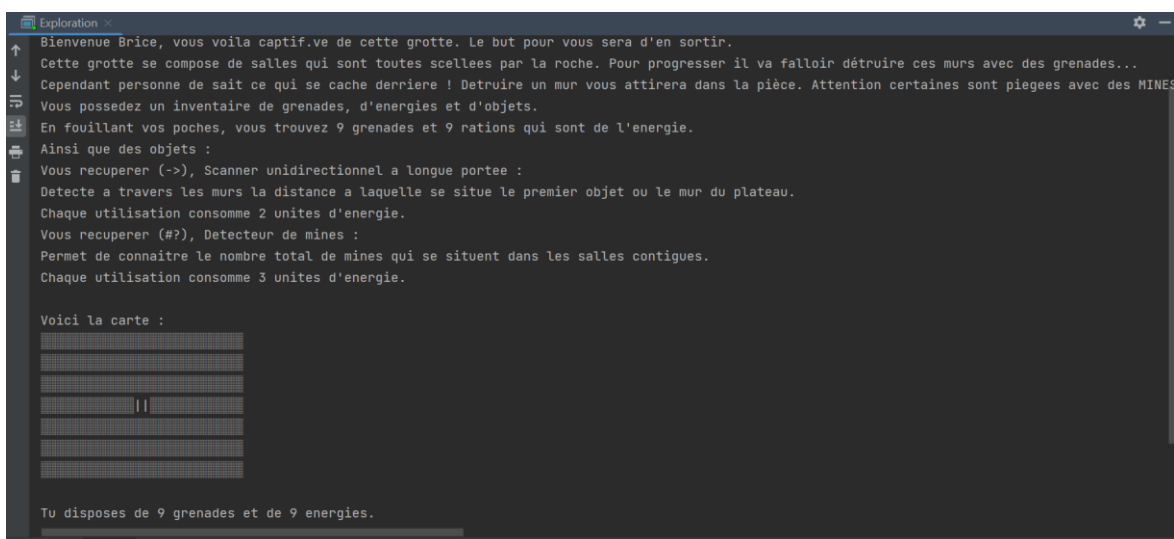 Exploration
Bienvenue Brice, vous voila captif.ve de cette grotte. Le but pour vous sera d'en sortir.
Cette grotte se compose de salles qui sont toutes scellees par la roche. Pour progresser il va falloir détruire ces murs avec des grenades...
Cependant personne de sait ce qui se cache derriere ! Detruire un mur vous attirera dans la pièce. Attention certaines sont piegees avec des MINES
Vous possedez un inventaire de grenades, d'energies et d'objets.
En fouillant vos poches, vous trouvez 9 grenades et 9 rations qui sont de l'energie.
Ainsi que des objets :
Vous recuperer (->), Scanner unidirectionnel a longue portee :
Detecte a travers les murs la distance a laquelle se situe le premier objet ou le mur du plateau.
Chaque utilisation consomme 2 unites d'energie.
Vous recuperer (#?), Detecteur de mines :
Permet de connaitre le nombre total de mines qui se situent dans les salles contigues.
Chaque utilisation consomme 3 unites d'energie.
Voici la carte :
||
Tu disposes de 9 grenades et de 9 energies.